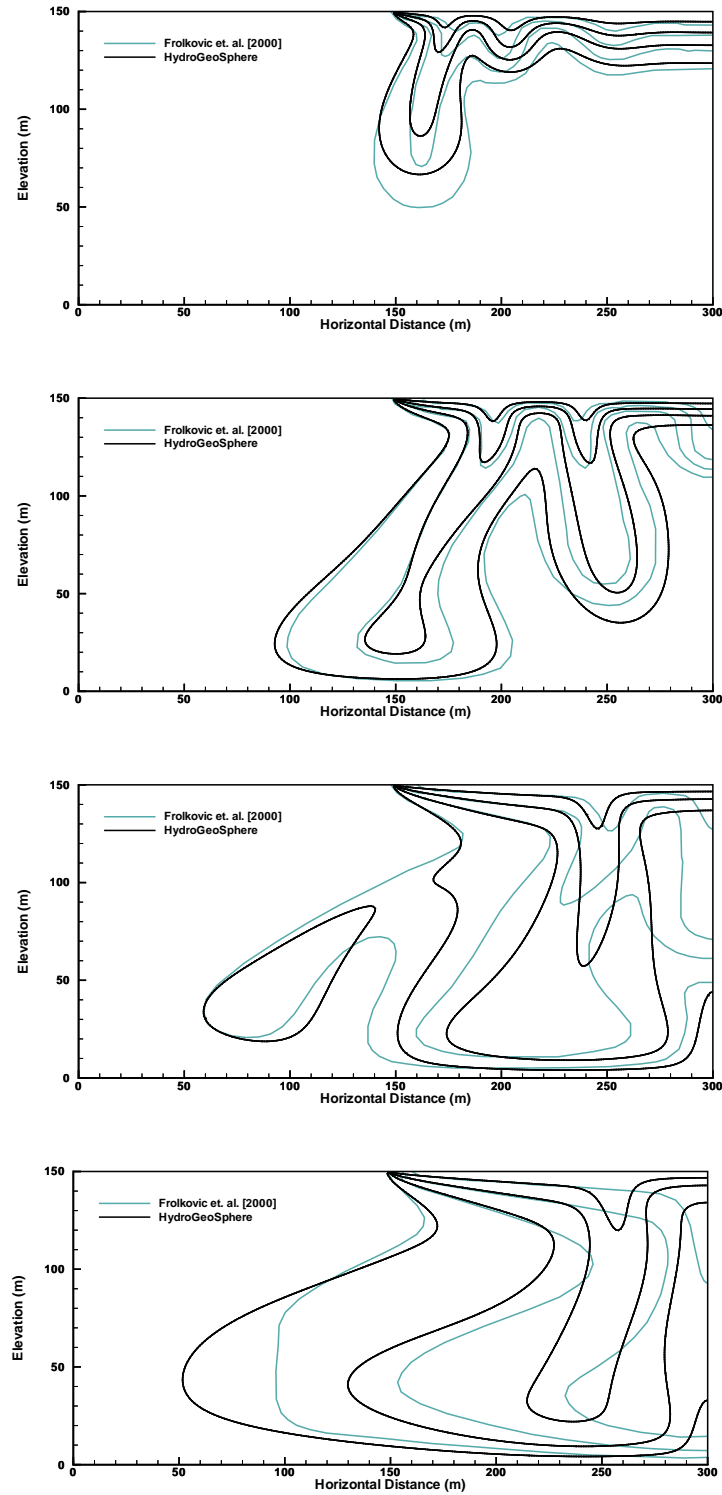 150
Frolkovic et. al. [2000]
HydroGeoSphere
100
Elevation (m)
50
0
0 50 100 150 200 250 300
Horizontal Distance (m)
150
Frolkovic et. al. [2000]
HydroGeoSphere
100
Elevation (m)
50
0
0 50 100 150 200 250 300
Horizontal Distance (m)
150
Frolkovic et. al. [2000]
HydroGeoSphere
100
Elevation (m)
50
0
0 50 100 150 200 250 300
Horizontal Distance (m)
150
Frolkovic et. al. [2000]
HydroGeoSphere
100
Elevation (m)
50
0
0 50 100 150 200 250 300
Horizontal Distance (m)